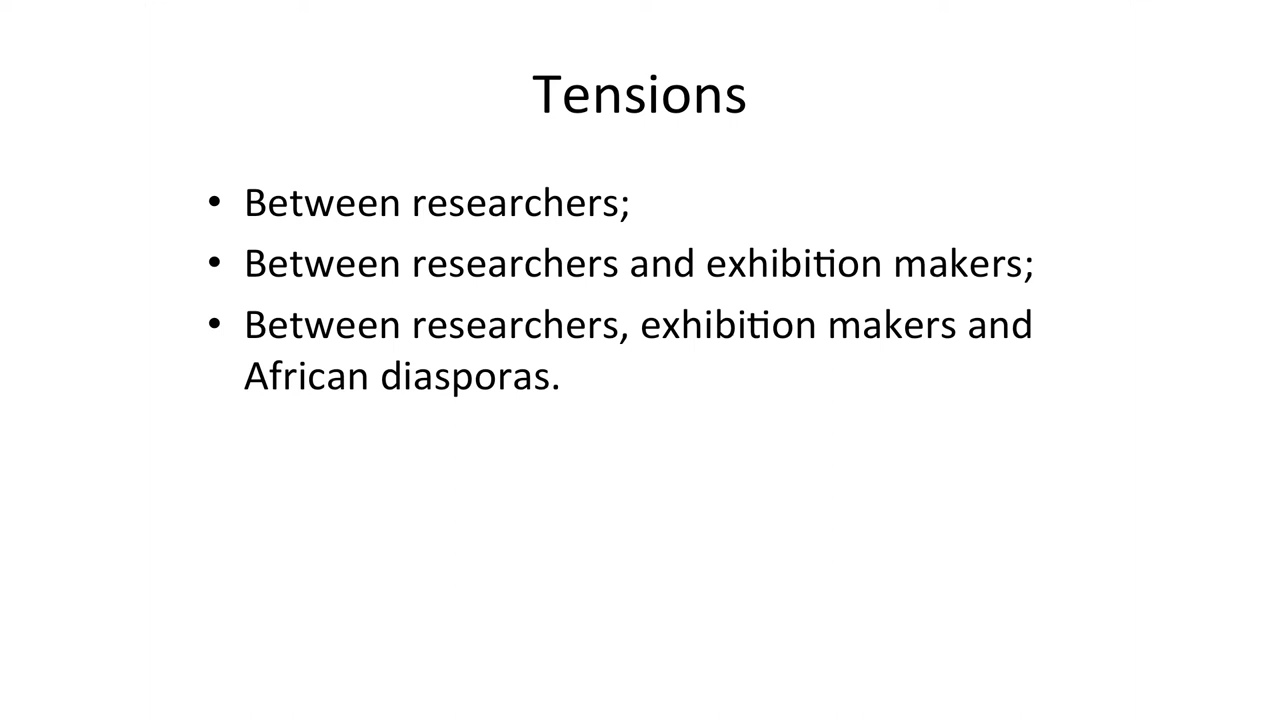 Tensions
• Between researchers;
• Between researchers and exhibition makers;
• Between researchers, exhibition makers and
African diasporas.